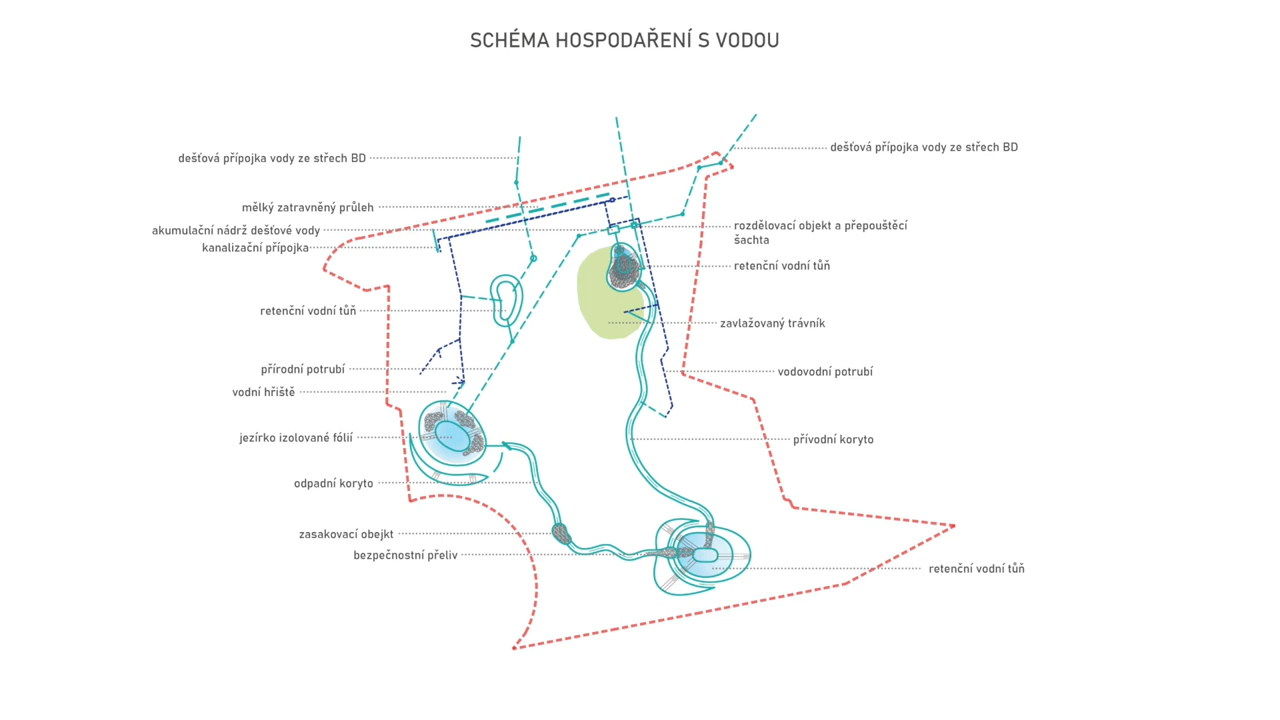 SCHÉMA HOSPODAŘENÍ S VODOU
dešťová přípojka vody ze střech BD
mělký zatravněný průleh
akumulační nádrž dešťové vody
kanalizační přípojka
retenční vodní tůň
přírodní potrubí
vodní hřiště
jezírko izolované fólií
odpadní koryto
zasakovací obejkt
bezpečnostní přeliv
dešťová přípojka vody ze střech BD
rozdělovací objekt a přepouštěcí
šachta
retenční vodní tůň
zavlažovaný trávník
vodovodní potrubí
přívodní koryto
retenční vodní tůň